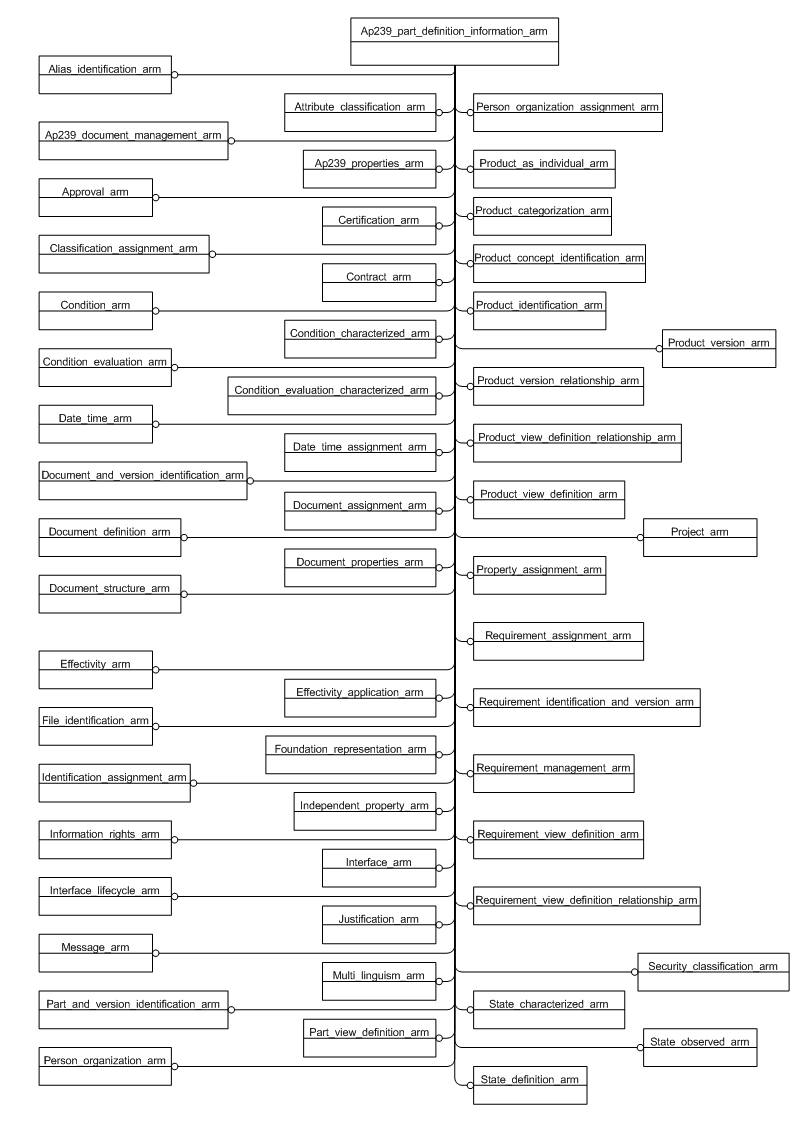 Ap239_part_definition_information_arm
Alias_identification_arm
Attribute_classification_arm
Person_organization_assignment_arm
Ap239_document_management_arm
Ap239_properties_arm
Product_as_individual_arm
Approval_arm
Product_categorization_arm
Certification_arm
Classification_assignment_arm
Product_concept_identification_arm
Contract_arm
Condition_arm
Product_identification_arm
Condition_characterized_arm
Product_version_arm
Condition_evaluation_arm
Product_version_relationship_arm
Condition_evaluation_characterized_arm
Date_time_arm
Product_view_definition_relationship_arm
Date_time_assignment_arm
Document_and_version_identification_arm
Product_view_definition_arm
Document_assignment_arm
Document_definition_arm
Project_arm
Document_properties_arm
Property_assignment_arm
Document_structure_arm
Requirement_assignment_arm
Effectivity_arm
Effectivity_application_arm
Requirement_identification_and_version_arm
File_identification_arm
Foundation_representation_arm
Requirement_management_arm
Identification_assignment_arm
Independent_property_arm
Information_rights_arm
Requirement_view_definition_arm
Interface_arm
Interface_lifecycle_arm
Requirement_view_definition_relationship_arm
Justification_arm
Message_arm
Security_classification_arm
Multi_linguism_arm
Part_and_version_identification_arm
State_characterized_arm
Part_view_definition_arm
State_observed_arm
Person_organization_arm
State_definition_arm